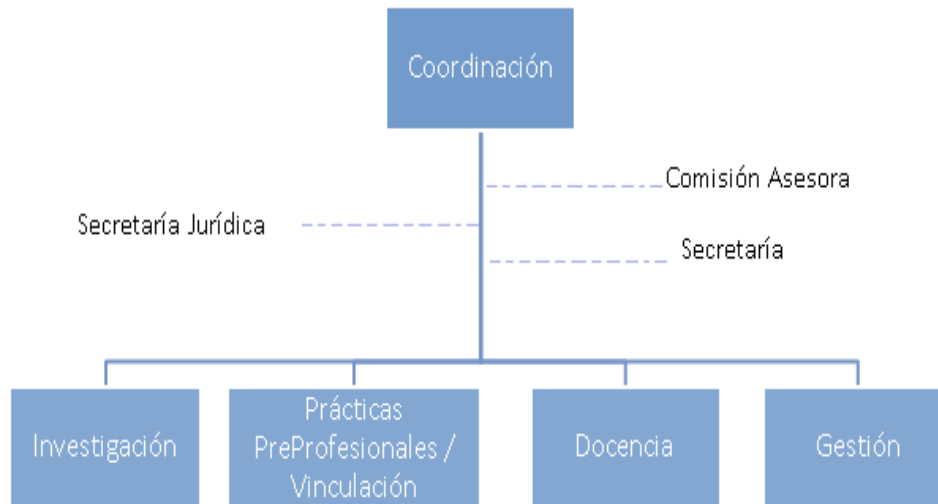 Coordinación
Comisión Asesora
Secretaría Jurídica
Secretaría
Investigación
Prácticas
PreProfesionales /
Vinculación
Docencia
Gestión